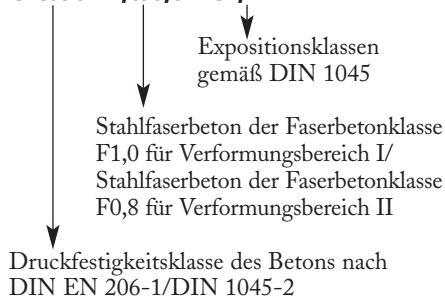 Expositionsklassen
gemäß DIN 1045
Stahlfaserbeton der Faserbetonklasse
F1,0 für Verformungsbereich I/
Stahlfaserbeton der Faserbetonklasse
F0,8 für Verformungsbereich II
Druckfestigkeitsklasse des Betons nach
DIN EN 206-1/DIN 1045-2